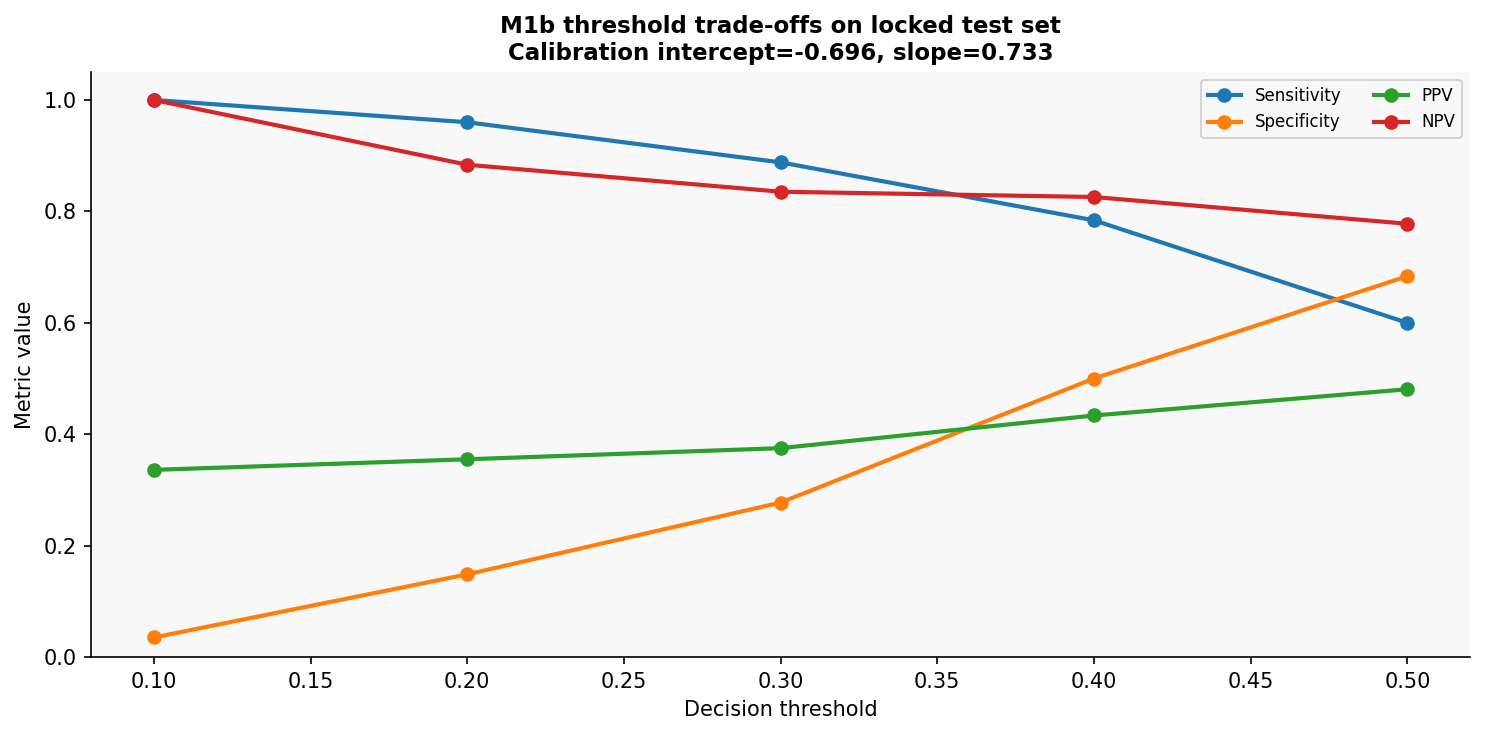 M1b threshold trade-offs on locked test set
Calibration intercept=-0.696, slope=0.733
Sensitivity
Specificity
PPV
NPV
Metric value
1.0
0.8
0.6
0.4
0.2
0.0
0.10 0.15 0.20 0.25 0.30 0.35 0.40 0.45 0.50
Decision threshold